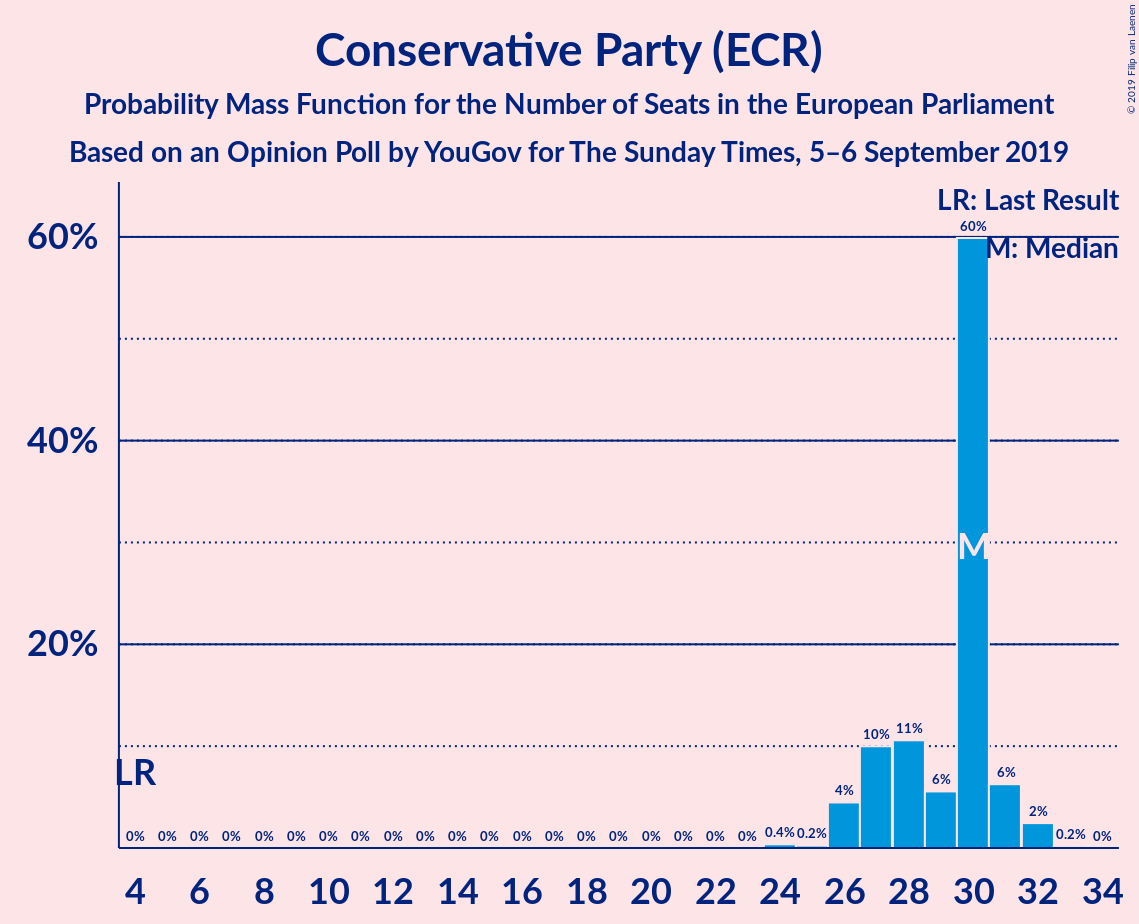 Conservative Party (ECR)
Probability Mass Function for the Number of Seats in the European Parliament
Based on an Opinion Poll by YouGov for The Sunday Times, 5–6 September 2019
© 2019 Filip van Laenen
LR: Last Result
M: Median
60%
40%
20%
60%
M
LR
0% 0% 0% 0% 0% 0% 0% 0% 0% 0% 0% 0% 0% 0% 0% 0% 0% 0% 0% 0% 0.4% 0.2% 4% 10% 11% 6% 6% 2% 0.2% 0%
4 6 8 10 12 14 16 18 20 22 24 26 28 30 32 34